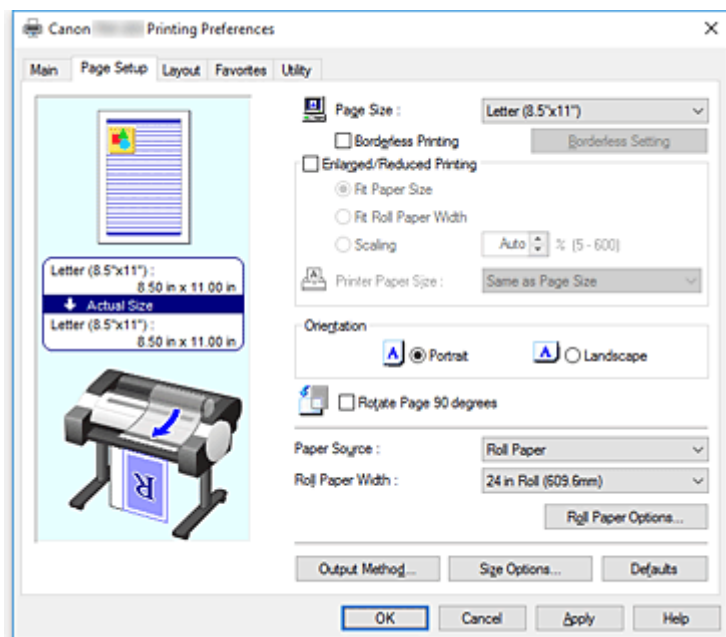 Canon Printing Preferences
Main Page Setup Layout Favorites Utility
Page Size : Letter (8.5"x11")
Borderless Printing Borderless Setting
Enlarged/Reduced Printing
Fit Paper Size
Fit Roll Paper Width
Scaling Auto % (5 - 600)
Printer Paper Size : Same as Page Size
Letter (8.5"x11") :
8.50 in x 11.00 in
Actual Size
Letter (8.5"x11") :
8.50 in x 11.00 in
Orientation
A Portrait A Landscape
Rotate Page 90 degrees
R
Paper Source : Roll Paper
Roll Paper Width : 24 in Roll (609.6mm)
Roll Paper Options...
Output Method... Size Options... Defaults
OK Cancel Apply Help